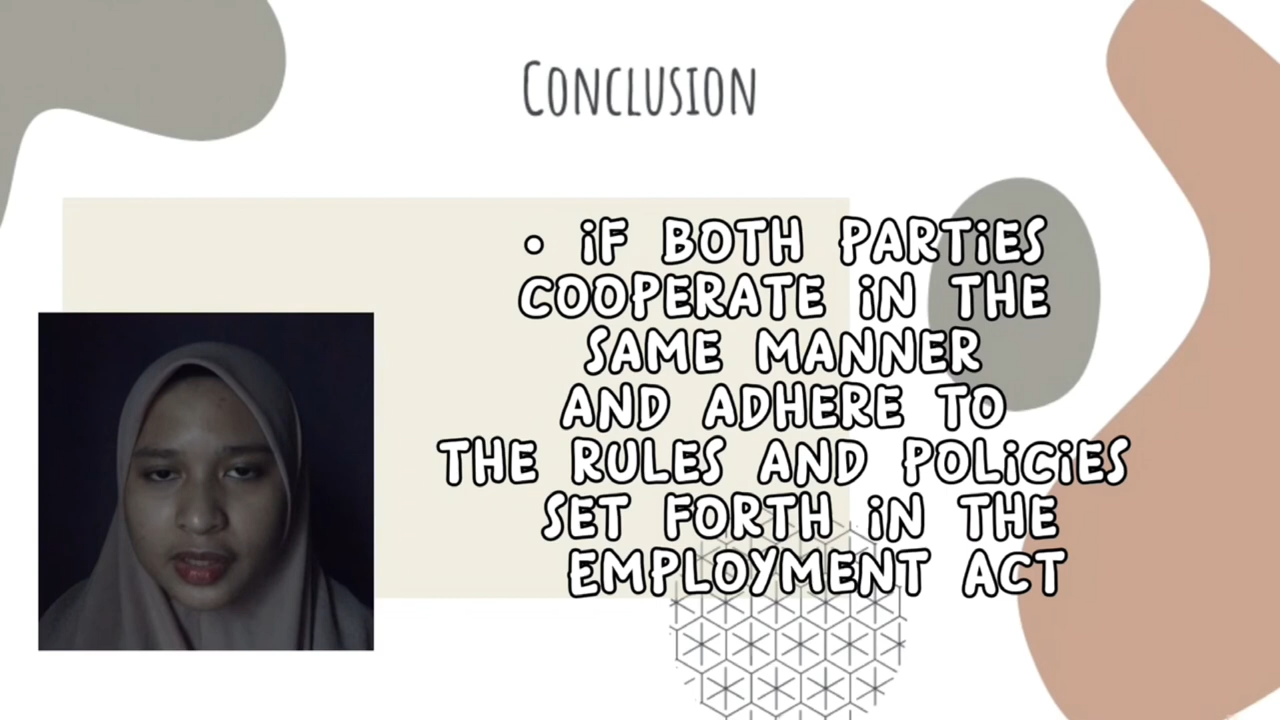 CONCLUSION
• iF BOTH PARTiES
COOPERATE iN THE
SAME MANNER
AND ADHERE TO
THE RULES AND POLiCiES
SET FORTH iN THE
EMPLOYMENT ACT